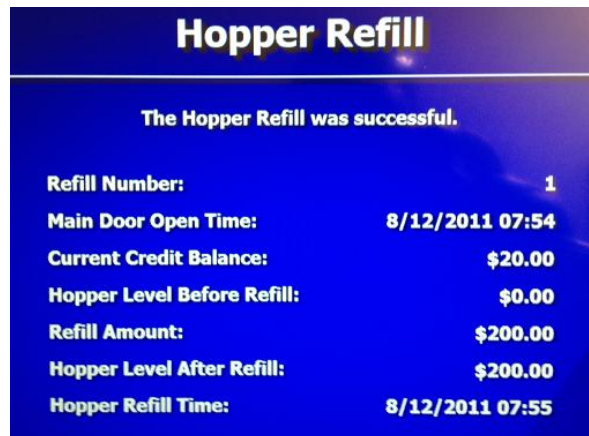 Hopper Refill
The Hopper Refill was successful.
Refill Number: 1
Main Door Open Time: 8/12/2011 07:54
Current Credit Balance: $20.00
Hopper Level Before Refill: $0.00
Refill Amount: $200.00
Hopper Level After Refill: $200.00
Hopper Refill Time: 8/12/2011 07:55